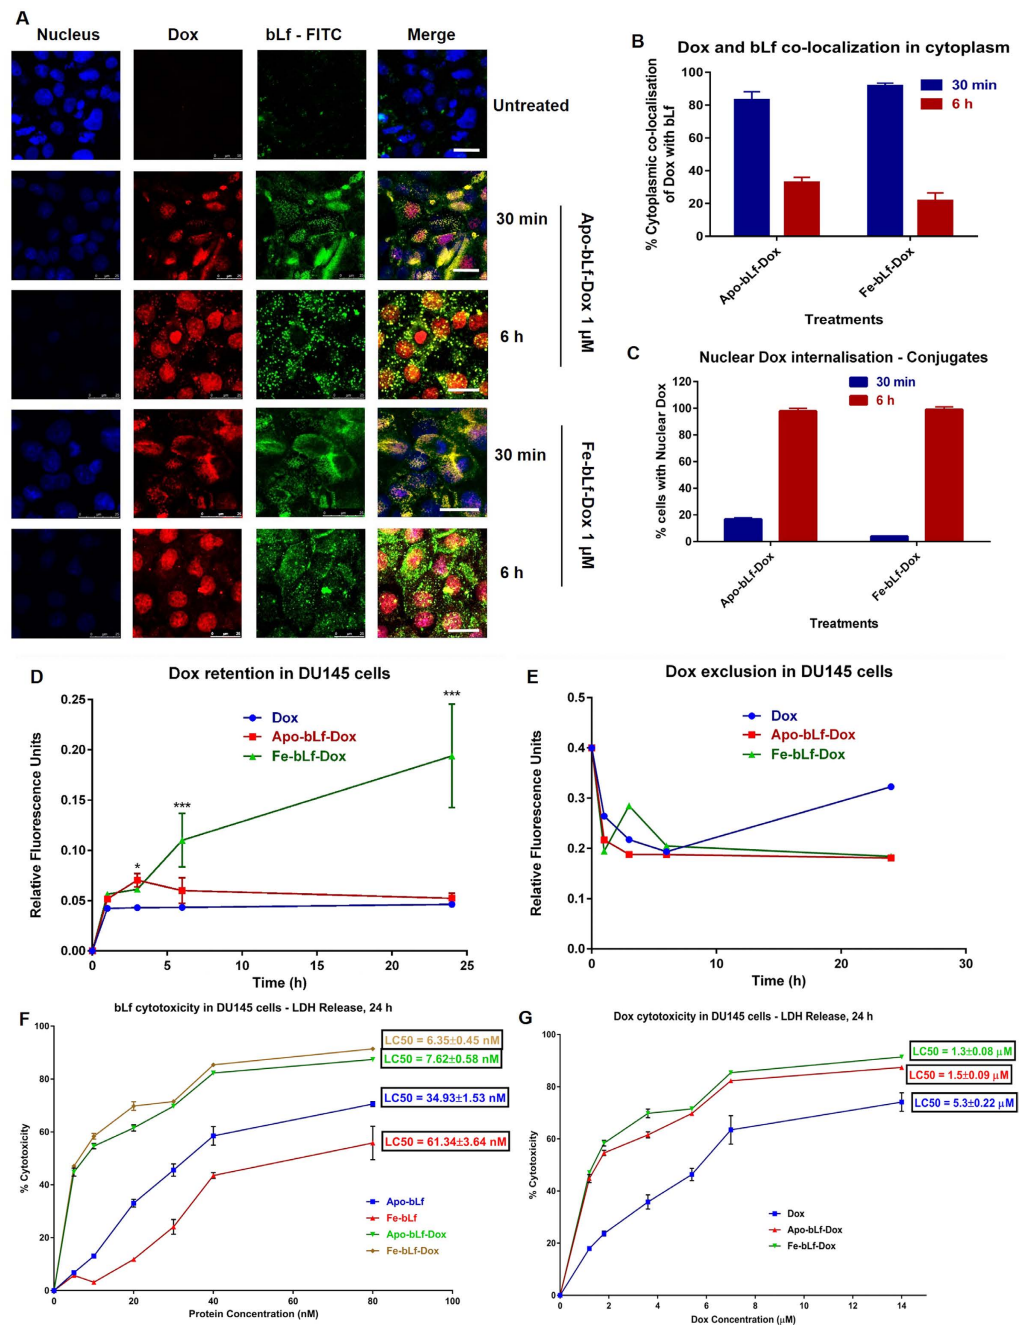 A
Nucleus Dox bLf - FITC Merge
Untreated
30 min
6 h
Apo-bLf-Dox 1 µM
30 min
6 h
Fe-bLf-Dox 1 µM
B
Dox and bLf co-localization in cytoplasm
% Cytoplasmic co-localisation
of Dox with bLf
100
80
60
40
20
0
30 min
6 h
Apo-bLf-Dox
Fe-bLf-Dox
Treatments
C
Nuclear Dox internalisation - Conjugates
% cells with Nuclear Dox
120
100
80
60
40
20
0
30 min
6 h
Apo-bLf-Dox
Fe-bLf-Dox
Treatments
D
Dox retention in DU145 cells
Relative Fluorescence Units
0.25
0.20
0.15
0.10
0.05
0.00
Dox
Apo-bLf-Dox
Fe-bLf-Dox
*
***
***
0 5 10 15 20 25
Time (h)
E
Dox exclusion in DU145 cells
Relative Fluorescence Units
0.5
0.4
0.3
0.2
0.1
0.0
Dox
Apo-bLf-Dox
Fe-bLf-Dox
0 10 20 30
Time (h)
F
bLf cytotoxicity in DU145 cells - LDH Release, 24 h
% Cytotoxicity
100
80
60
40
20
0
LC50 = 6.35±0.45 nM
LC50 = 7.62±0.58 nM
LC50 = 34.93±1.53 nM
LC50 = 61.34±3.64 nM
Apo-bLf
Fe-bLf
Apo-bLf-Dox
Fe-bLf-Dox
0 20 40 60 80 100
Protein Concentration (nM)
G
Dox cytotoxicity in DU145 cells - LDH Release, 24 h
% Cytotoxicity
100
80
60
40
20
0
LC50 = 1.3±0.08 µM
LC50 = 1.5±0.09 µM
LC50 = 5.3±0.22 µM
Dox
Apo-bLf-Dox
Fe-bLf-Dox
0 2 4 6 8 10 12 14
Dox Concentration (µM)